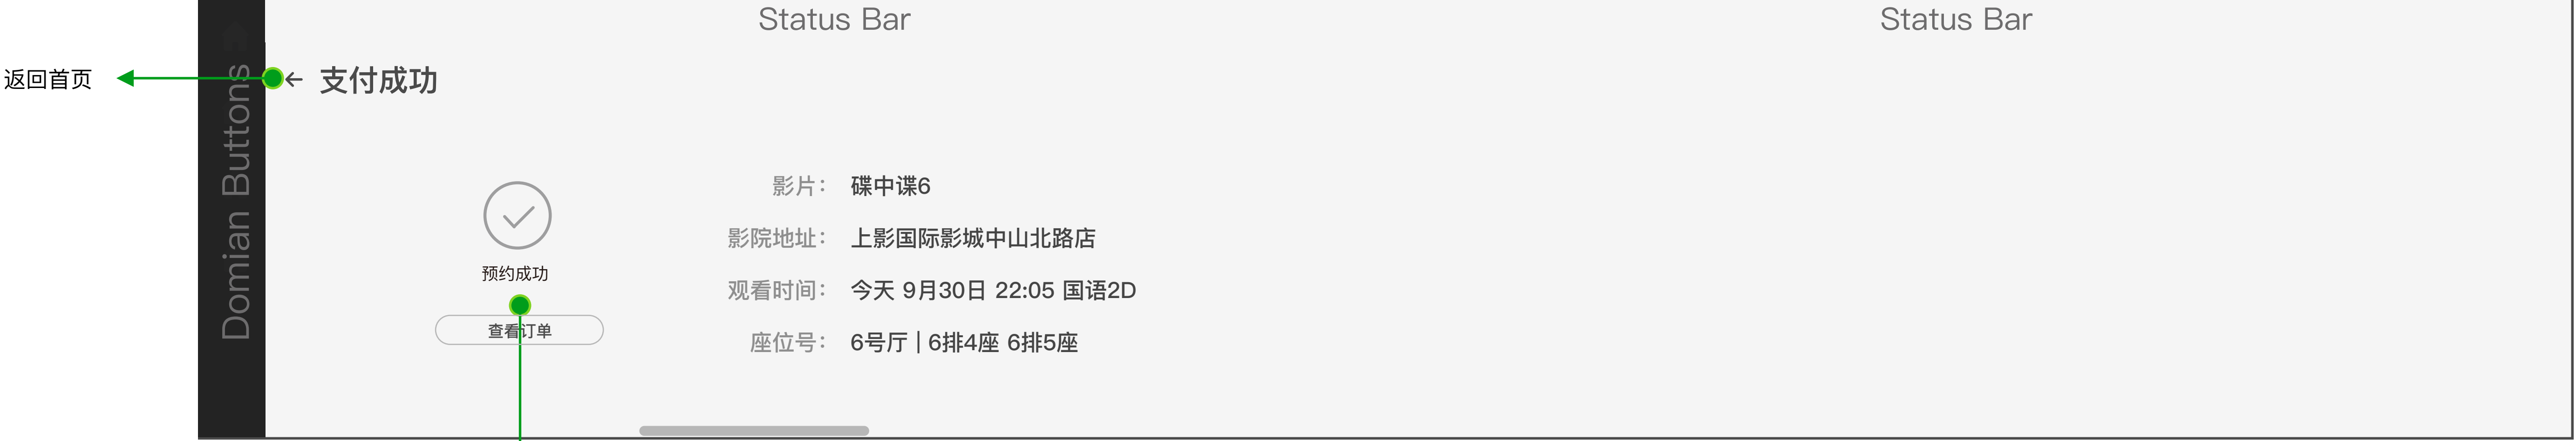 Status Bar
Status Bar
返回首页
支付成功
Domian Buttons
影片： 碟中谍6
影院地址： 上影国际影城中山北路店
观看时间： 今天 9月30日 22:05 国语2D
座位号： 6号厅 | 6排4座 6排5座
预约成功
查看订单